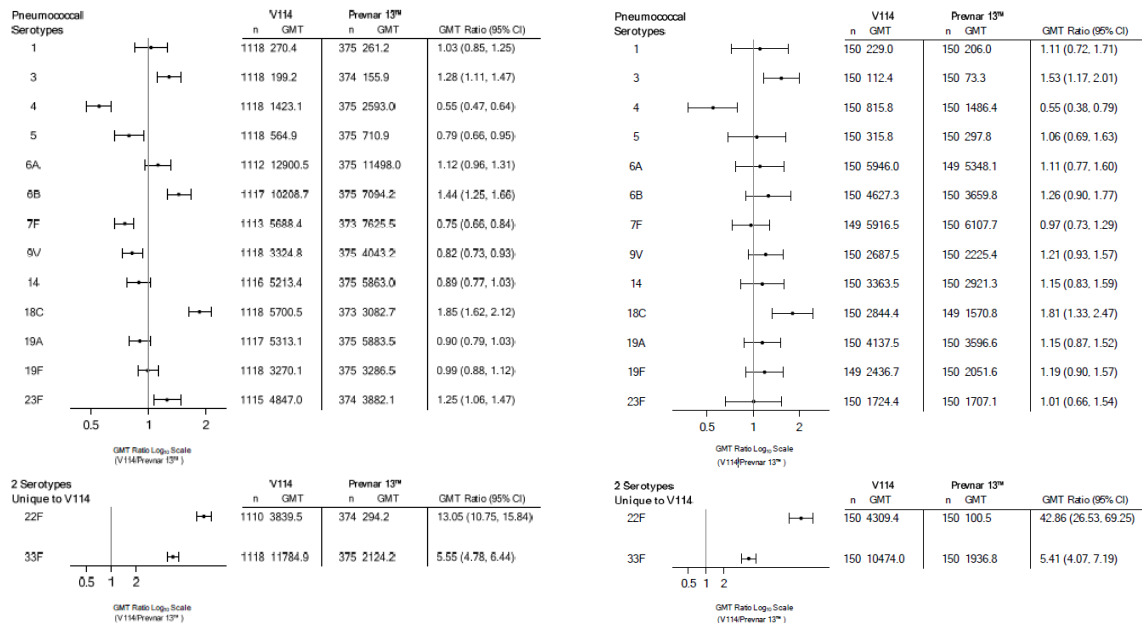 Pneumococcal
Serotypes
V114 Prevnar 13™
n GMT n GMT GMT Ratio (95% CI)
1 1118 270.4 375 261.2 1.03 (0.85, 1.25)
3 1118 199.2 374 155.9 1.28 (1.11, 1.47)
4 1118 1423.1 375 2593.0 0.55 (0.47, 0.64)
5 1118 564.9 375 710.9 0.79 (0.66, 0.95)
6A 1112 12900.5 375 11498.0 1.12 (0.96, 1.31)
6B 1117 10208.7 375 7094.2 1.44 (1.25, 1.66)
7F 1113 5688.4 373 7625.5 0.75 (0.66, 0.84)
9V 1118 3324.8 375 4043.2 0.82 (0.73, 0.93)
14 1116 5213.4 375 5863.0 0.89 (0.77, 1.03)
18C 1118 5700.5 373 3082.7 1.85 (1.62, 2.12)
19A 1117 5313.1 375 5883.5 0.90 (0.79, 1.03)
19F 1118 3270.1 375 3286.5 0.99 (0.88, 1.12)
23F 1115 4847.0 374 3882.1 1.25 (1.06, 1.47)
0.5 1 2
GMT Ratio Log₁₀ Scale
(V114/Prevnar 13™)
2 Serotypes
Unique to V114
V114 Prevnar 13™
n GMT n GMT GMT Ratio (95% CI)
22F 1110 3839.5 374 294.2 13.05 (10.75, 15.84)
33F 1118 11784.9 375 2124.2 5.55 (4.78, 6.44)
0.5 1 2
GMT Ratio Log₁₀ Scale
(V114/Prevnar 13™)
Pneumococcal
Serotypes
V114 Prevnar 13™
n GMT n GMT GMT Ratio (95% CI)
1 150 229.0 150 206.0 1.11 (0.72, 1.71)
3 150 112.4 150 73.3 1.53 (1.17, 2.01)
4 150 815.8 150 1486.4 0.55 (0.38, 0.79)
5 150 315.8 150 297.8 1.06 (0.69, 1.63)
6A 150 5946.0 149 5348.1 1.11 (0.77, 1.60)
6B 150 4627.3 150 3659.8 1.26 (0.90, 1.77)
7F 149 5916.5 150 6107.7 0.97 (0.73, 1.29)
9V 150 2687.5 150 2225.4 1.21 (0.93, 1.57)
14 150 3363.5 150 2921.3 1.15 (0.83, 1.59)
18C 150 2844.4 149 1570.8 1.81 (1.33, 2.47)
19A 150 4137.5 150 3596.6 1.15 (0.87, 1.52)
19F 149 2436.7 150 2051.6 1.19 (0.90, 1.57)
23F 150 1724.4 150 1707.1 1.01 (0.66, 1.54)
0.5 1 2
GMT Ratio Log₁₀ Scale
(V114/Prevnar 13™)
2 Serotypes
Unique to V114
V114 Prevnar 13™
n GMT n GMT GMT Ratio (95% CI)
22F 150 4309.4 150 100.5 42.86 (26.53, 69.25)
33F 150 10474.0 150 1936.8 5.41 (4.07, 7.19)
0.5 1 2
GMT Ratio Log₁₀ Scale
(V114/Prevnar 13™)